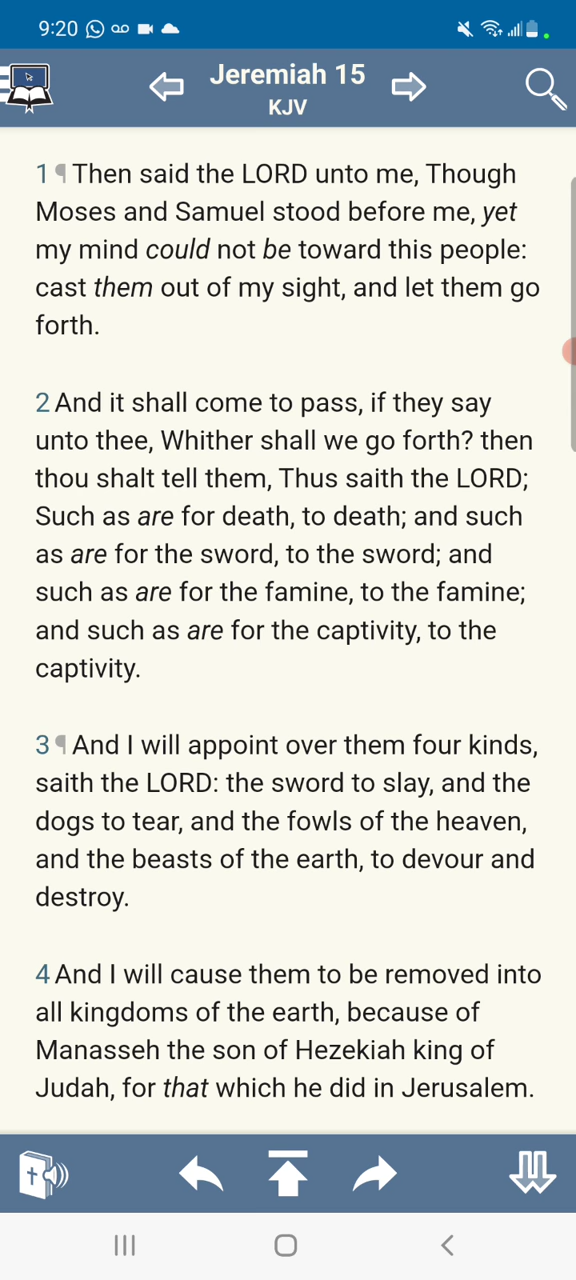 9:20
Jeremiah 15
KJV
1 ¶ Then said the LORD unto me, Though
Moses and Samuel stood before me, yet
my mind could not be toward this people:
cast them out of my sight, and let them go
forth.
2 And it shall come to pass, if they say
unto thee, Whither shall we go forth? then
thou shalt tell them, Thus saith the LORD;
Such as are for death, to death; and such
as are for the sword, to the sword; and
such as are for the famine, to the famine;
and such as are for the captivity, to the
captivity.
3 ¶ And I will appoint over them four kinds,
saith the LORD: the sword to slay, and the
dogs to tear, and the fowls of the heaven,
and the beasts of the earth, to devour and
destroy.
4 And I will cause them to be removed into
all kingdoms of the earth, because of
Manasseh the son of Hezekiah king of
Judah, for that which he did in Jerusalem.